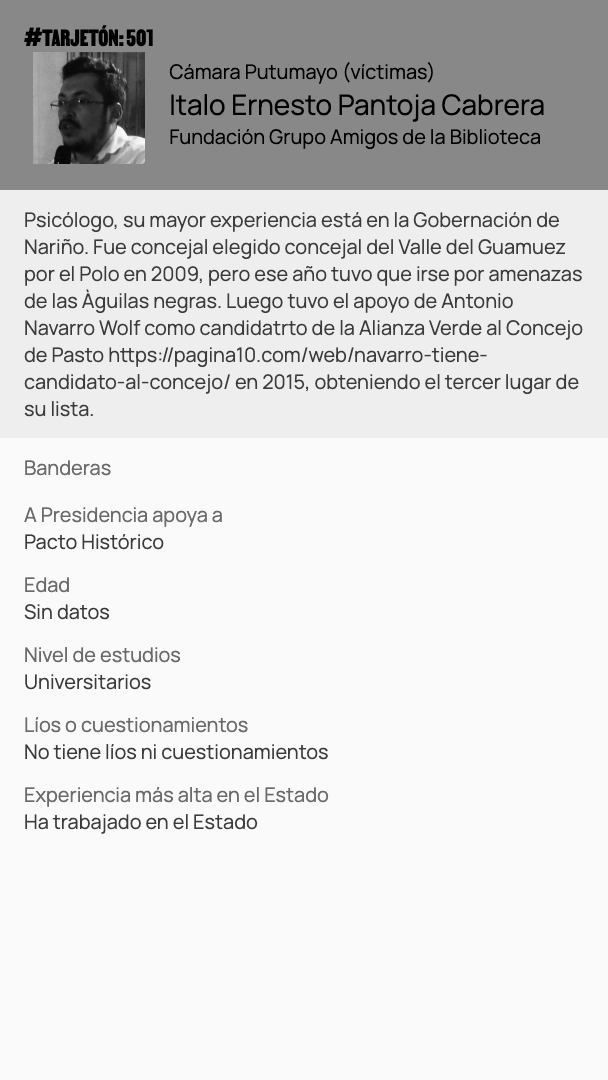 #TARJETÓN: 501
Cámara Putumayo (víctimas)
Italo Ernesto Pantoja Cabrera
Fundación Grupo Amigos de la Biblioteca
Psicólogo, su mayor experiencia está en la Gobernación de
Nariño. Fue concejal elegido concejal del Valle del Guamuez
por el Polo en 2009, pero ese año tuvo que irse por amenazas
de las Àguilas negras. Luego tuvo el apoyo de Antonio
Navarro Wolf como candidatrto de la Alianza Verde al Concejo
de Pasto https://pagina10.com/web/navarro-tiene-
candidato-al-concejo/ en 2015, obteniendo el tercer lugar de
su lista.
Banderas
A Presidencia apoya a
Pacto Histórico
Edad
Sin datos
Nivel de estudios
Universitarios
Líos o cuestionamientos
No tiene líos ni cuestionamientos
Experiencia más alta en el Estado
Ha trabajado en el Estado